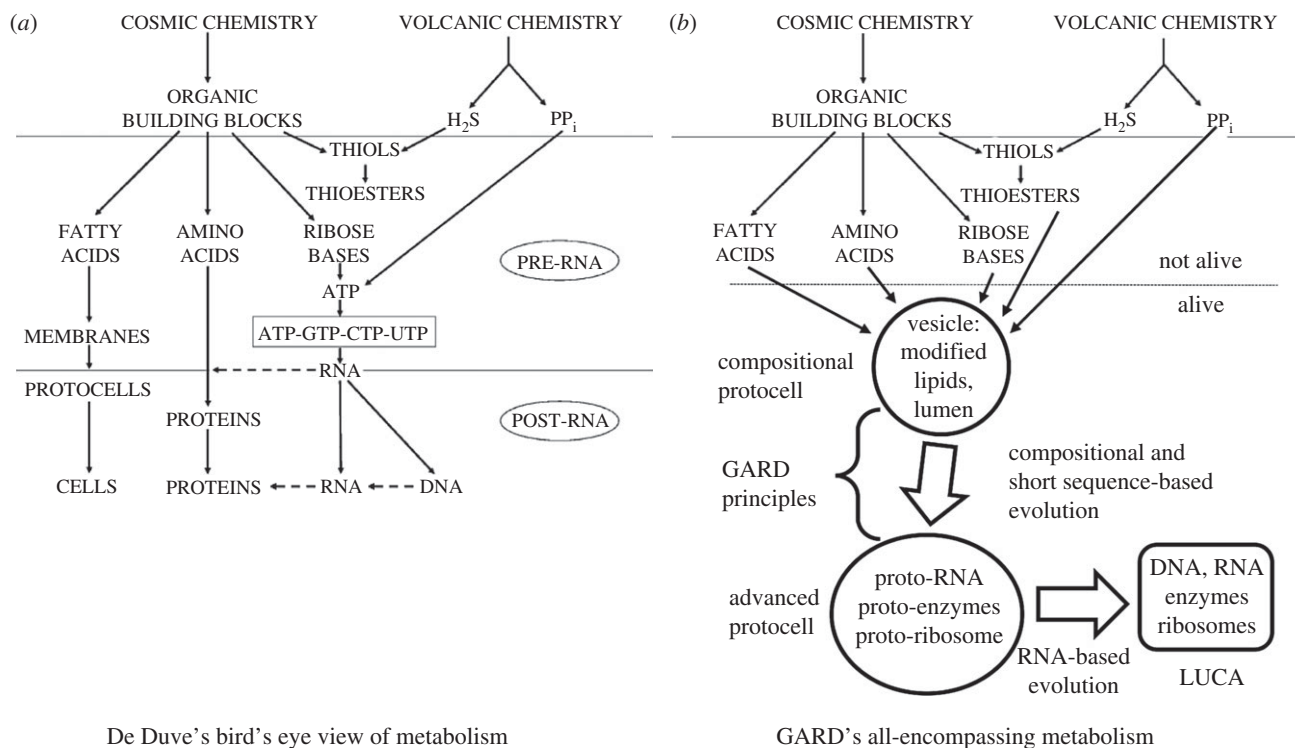 (a)
COSMIC CHEMISTRY
VOLCANIC CHEMISTRY
ORGANIC
BUILDING BLOCKS
H2S
PPi
THIOLS
THIOESTERS
FATTY
ACIDS
AMINO
ACIDS
RIBOSE
BASES
PRE-RNA
ATP
MEMBRANES
ATP-GTP-CTP-UTP
RNA
PROTOCELLS
PROTEINS
POST-RNA
CELLS
PROTEINS
RNA
DNA
De Duve's bird's eye view of metabolism
(b)
COSMIC CHEMISTRY
VOLCANIC CHEMISTRY
ORGANIC
BUILDING BLOCKS
H2S
PPi
THIOLS
THIOESTERS
FATTY
ACIDS
AMINO
ACIDS
RIBOSE
BASES
not alive
alive
compositional
protocell
vesicle:
modified
lipids,
lumen
GARD
principles
compositional and
short sequence-based
evolution
advanced
protocell
proto-RNA
proto-enzymes
proto-ribosome
RNA-based
evolution
DNA, RNA
enzymes
ribosomes
LUCA
GARD's all-encompassing metabolism